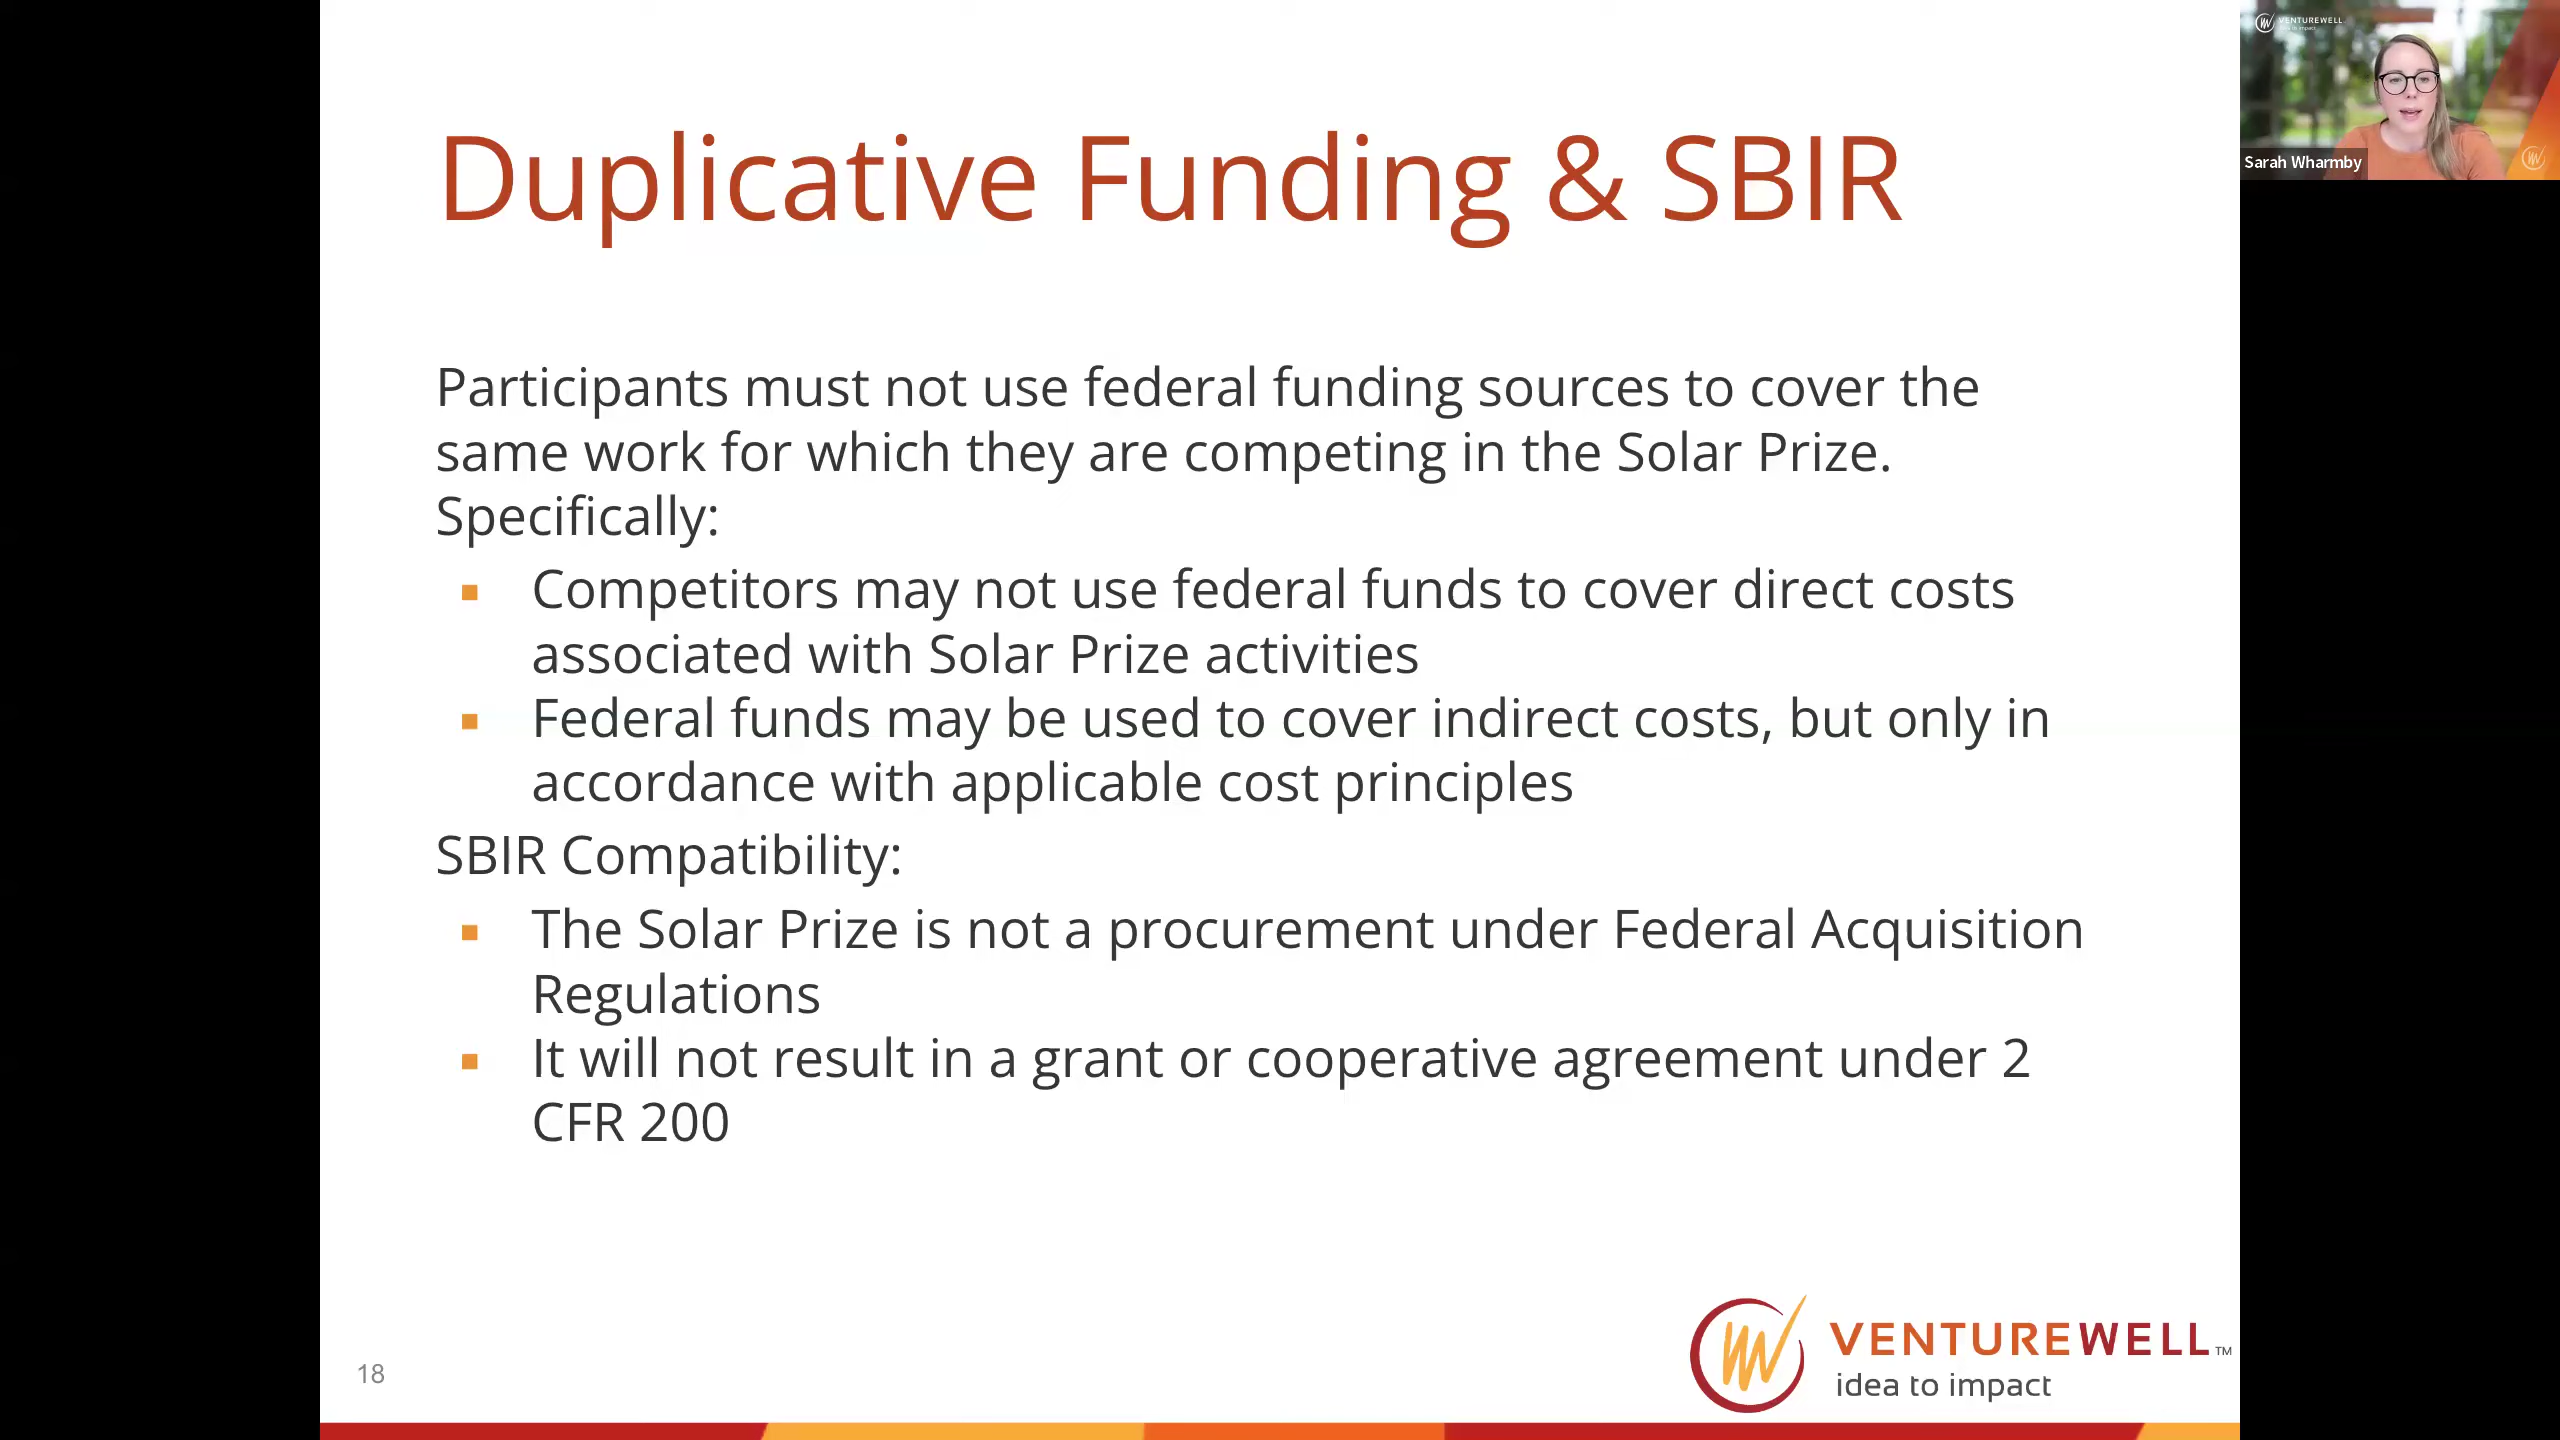 Duplicative Funding & SBIR
Participants must not use federal funding sources to cover the
same work for which they are competing in the Solar Prize.
Specifically:
▪ Competitors may not use federal funds to cover direct costs
associated with Solar Prize activities
▪ Federal funds may be used to cover indirect costs, but only in
accordance with applicable cost principles
SBIR Compatibility:
▪ The Solar Prize is not a procurement under Federal Acquisition
Regulations
▪ It will not result in a grant or cooperative agreement under 2
CFR 200
18
VENTUREWELL™
idea to impact
VENTUREWELL
idea to impact
Sarah Wharmby